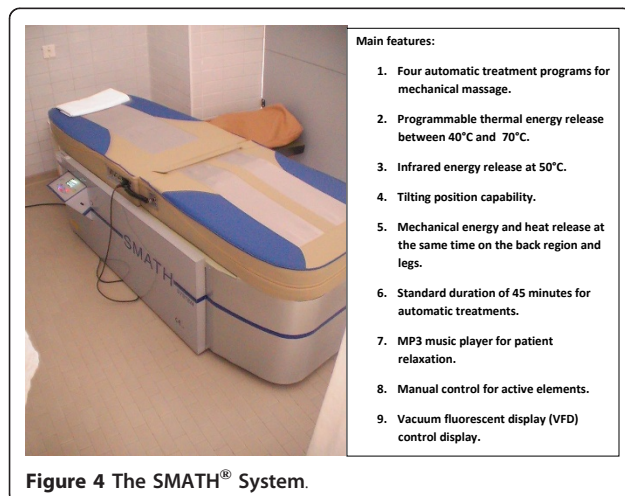 SMATH
Main features:
1. Four automatic treatment programs for
mechanical massage.
2. Programmable thermal energy release
between 40°C and 70°C.
3. Infrared energy release at 50°C.
4. Tilting position capability.
5. Mechanical energy and heat release at
the same time on the back region and
legs.
6. Standard duration of 45 minutes for
automatic treatments.
7. MP3 music player for patient
relaxation.
8. Manual control for active elements.
9. Vacuum fluorescent display (VFD)
control display.
Figure 4 The SMATH® System.